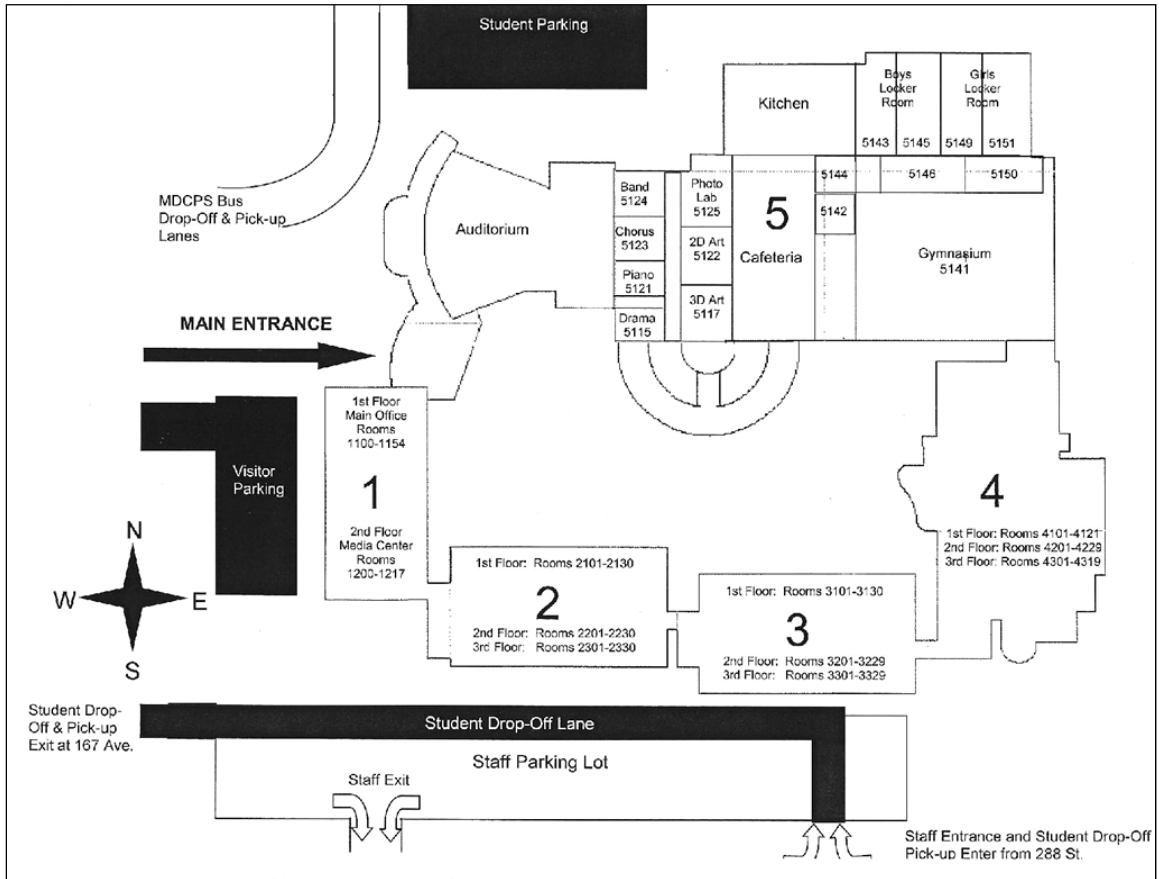 Student Parking
Kitchen
Boys
Locker
Room
Girls
Locker
Room
5143
5145
5149
5151
MDCPS Bus
Drop-Off & Pick-up
Lanes
Auditorium
Band
5124
Chorus
5123
Piano
5121
Drama
5115
Photo
Lab
5125
2D Art
5122
3D Art
5117
5
Cafeteria
5144
5146
5150
5142
Gymnasium
5141
MAIN ENTRANCE
1st Floor
Main Office
Rooms
1100-1154
1
2nd Floor
Media Center
Rooms
1200-1217
Visitor
Parking
N
W
E
S
1st Floor: Rooms 2101-2130
2
2nd Floor: Rooms 2201-2230
3rd Floor: Rooms 2301-2330
1st Floor: Rooms 3101-3130
3
2nd Floor: Rooms 3201-3229
3rd Floor: Rooms 3301-3329
4
1st Floor: Rooms 4101-4121
2nd Floor: Rooms 4201-4229
3rd Floor: Rooms 4301-4319
Student Drop-
Off & Pick-up
Exit at 167 Ave.
Student Drop-Off Lane
Staff Parking Lot
Staff Exit
Staff Entrance and Student Drop-Off
Pick-up Enter from 288 St.